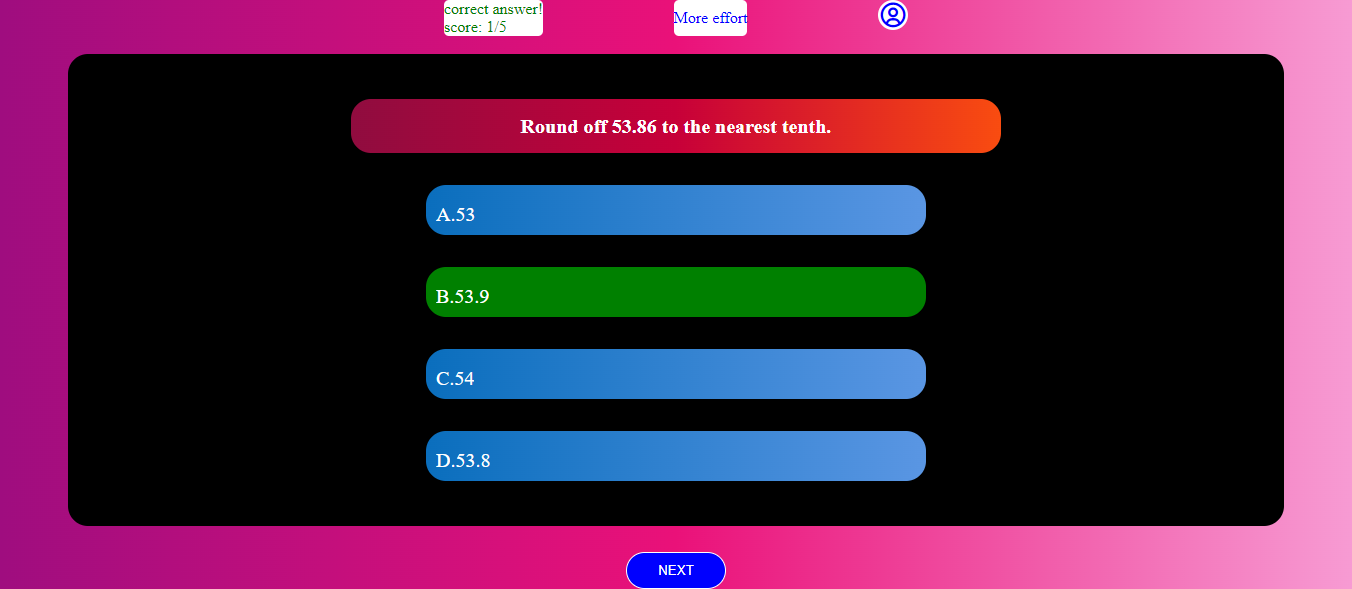 correct answer!
score: 1/5
More effort
Round off 53.86 to the nearest tenth.
A.53
B.53.9
C.54
D.53.8
NEXT